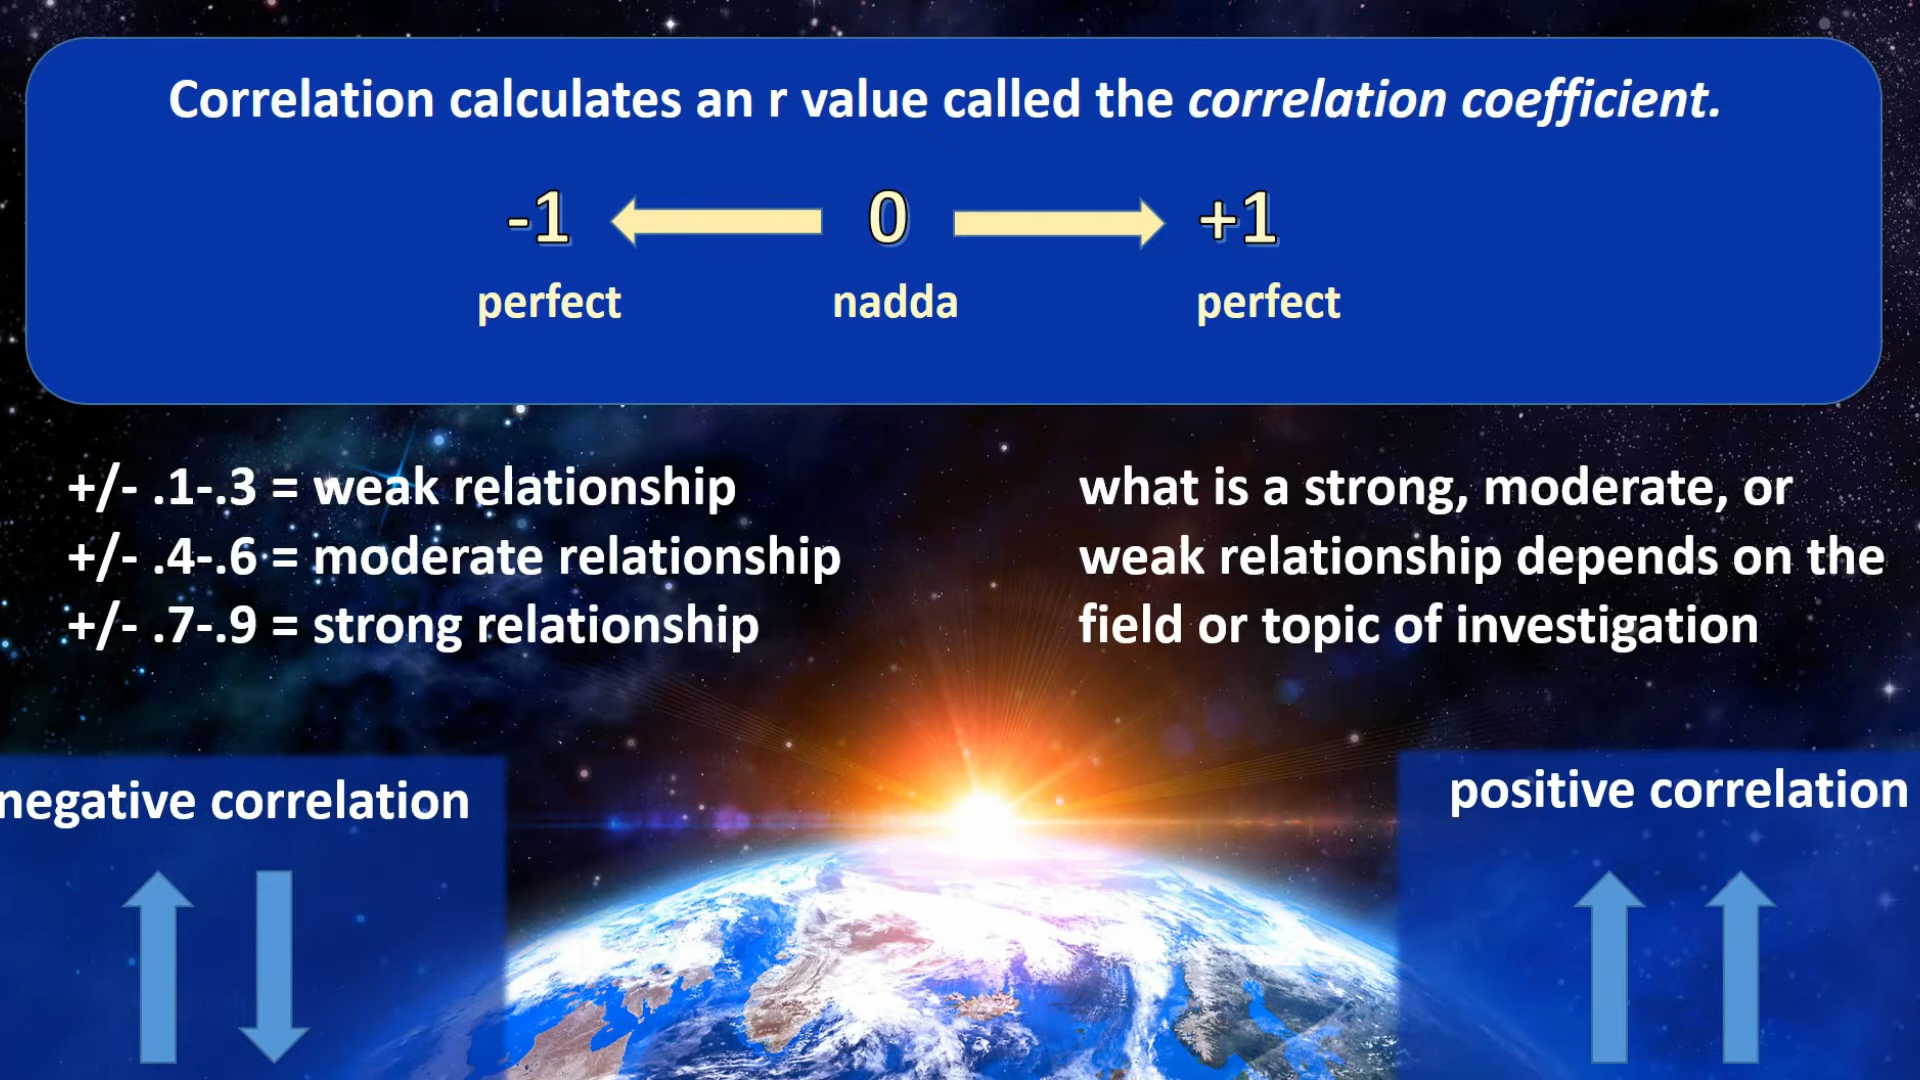 Correlation calculates an r value called the correlation coefficient.
-1 0 +1
perfect nadda perfect
+/- .1-.3 = weak relationship
+/- .4-.6 = moderate relationship
+/- .7-.9 = strong relationship
what is a strong, moderate, or
weak relationship depends on the
field or topic of investigation
negative correlation
positive correlation